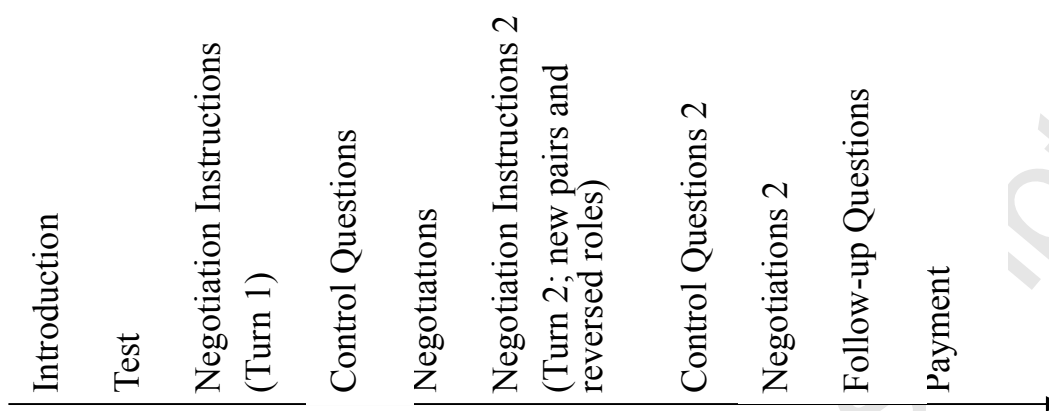 Introduction
Test
Negotiation Instructions
(Turn 1)
Control Questions
Negotiations
Negotiation Instructions 2
(Turn 2; new pairs and
reversed roles)
Control Questions 2
Negotiations 2
Follow-up Questions
Payment